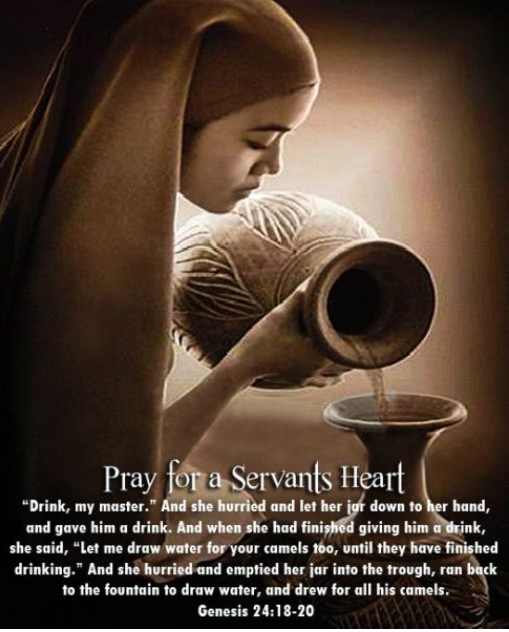 Pray for a Servants Heart
“Drink, my master.” And she hurried and let her jar down to her hand,
and gave him a drink. And when she had finished giving him a drink,
she said, “Let me draw water for your camels too, until they have finished
drinking.” And she hurried and emptied her jar into the trough, ran back
to the fountain to draw water, and drew for all his camels.
Genesis 24:18-20